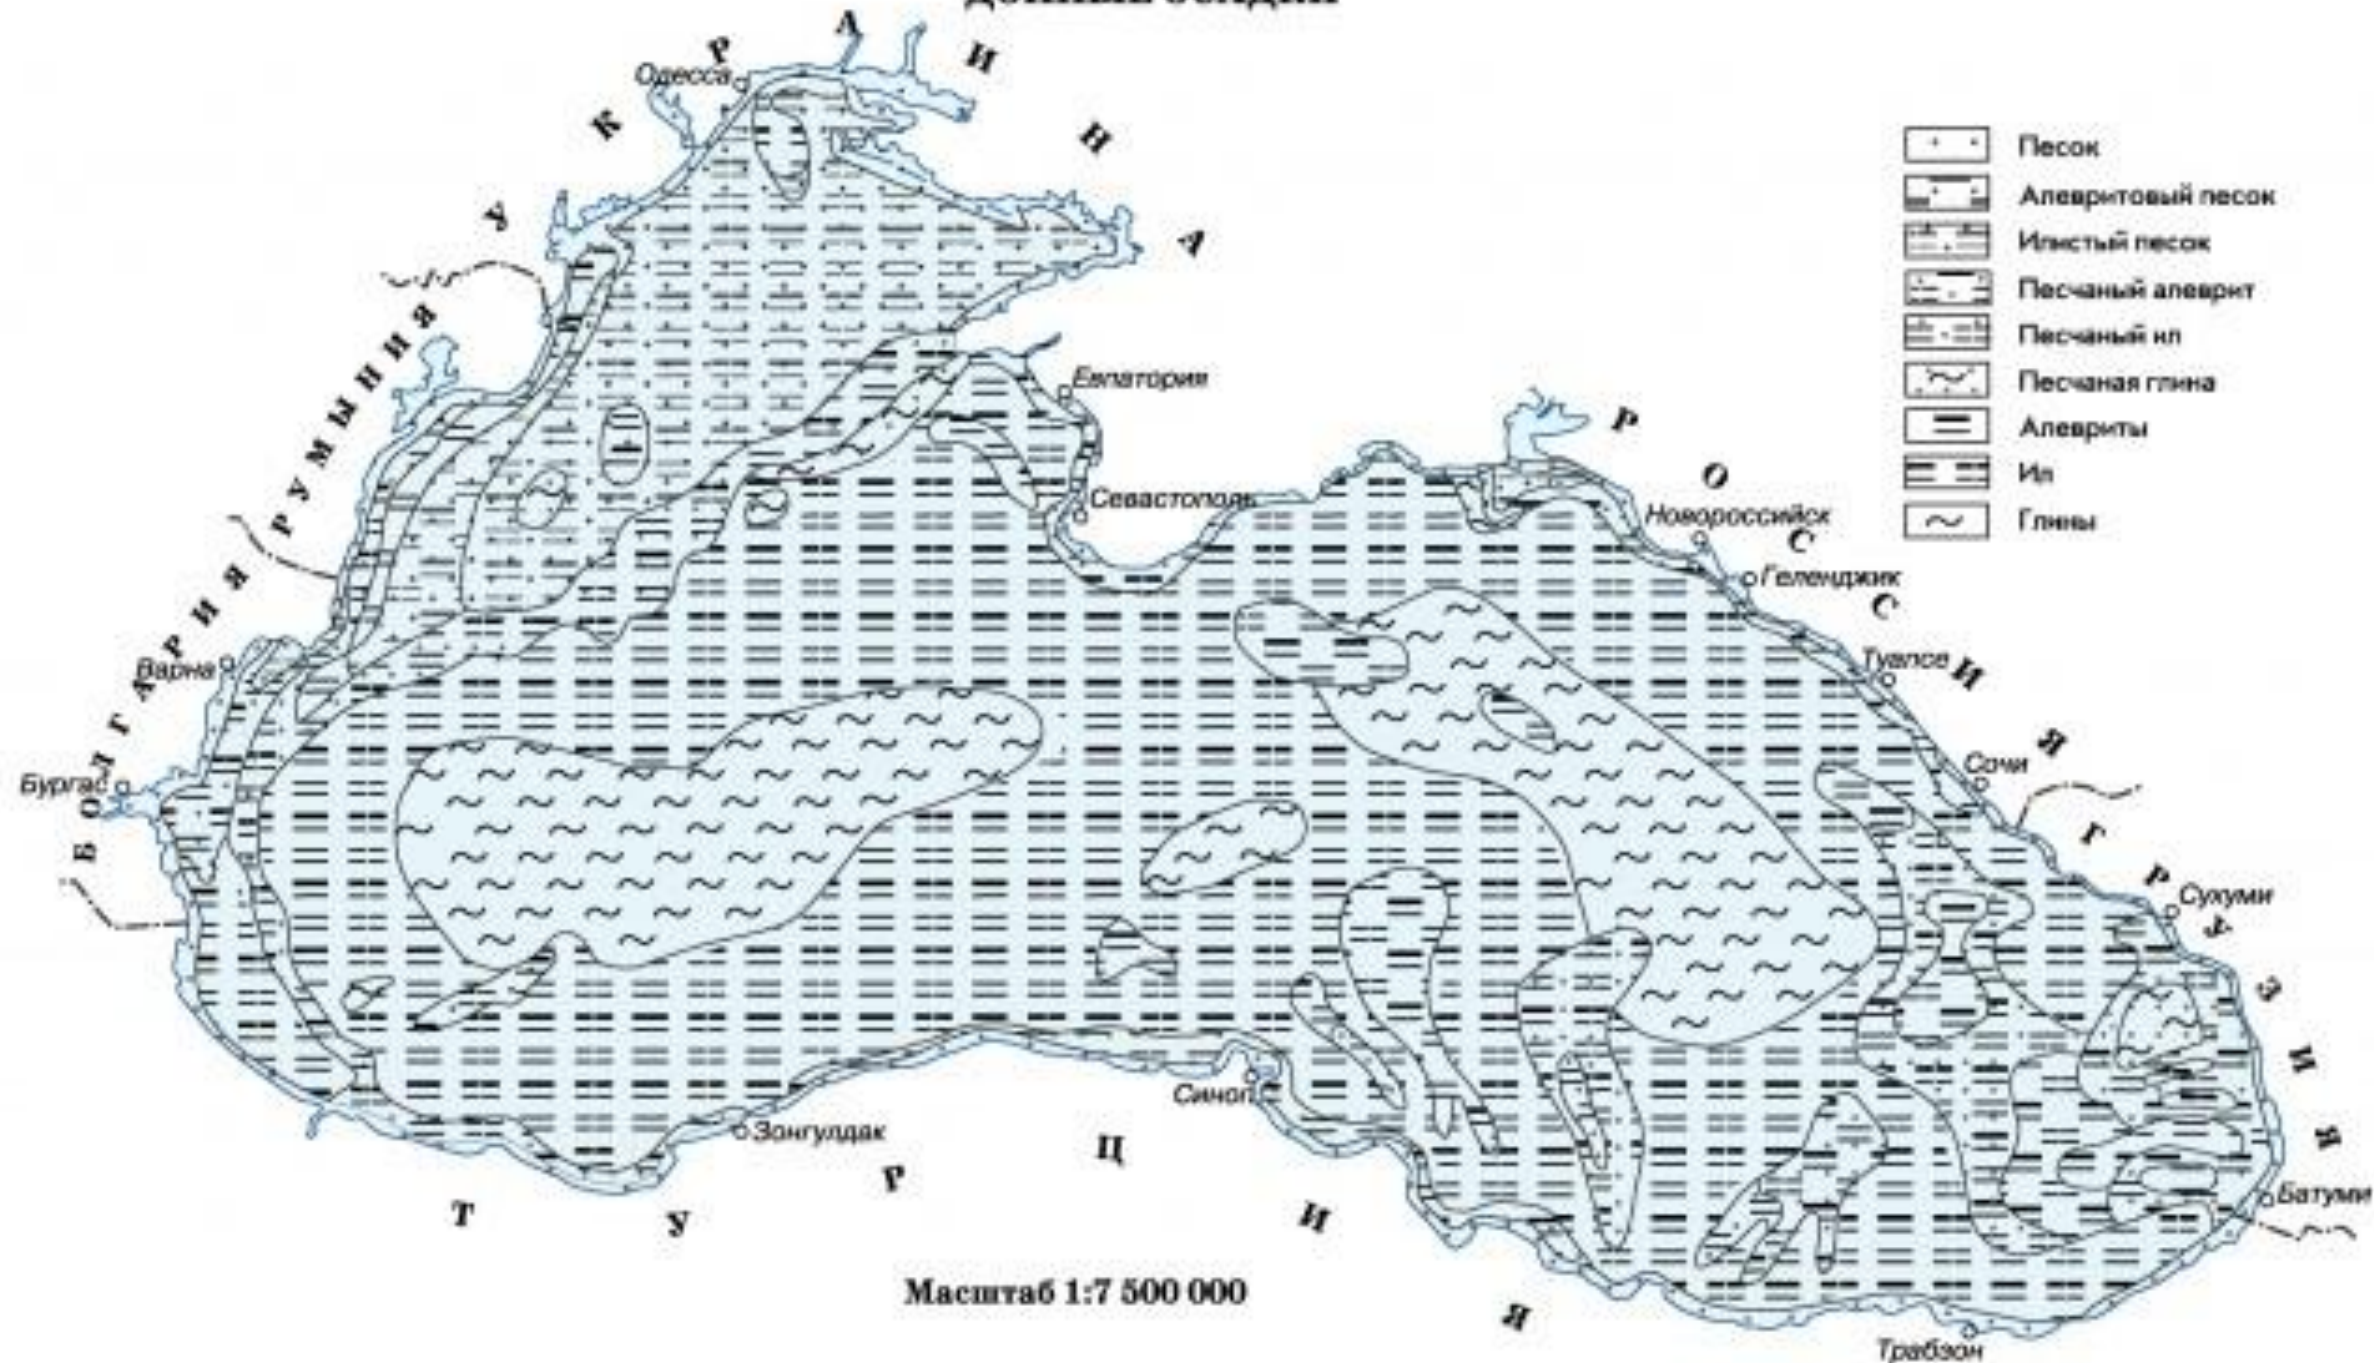 ДОННЫЕ ОСАДКИ
УКРАИНА
Одесса
Песок
Алевритовый песок
Илистый песок
Песчаный алеврит
Песчаный ил
Песчаная глина
Алевриты
Ил
Глины
РУМЫНИЯ
Евпатория
Севастополь
РОССИЯ
Новороссийск
Геленджик
Туапсе
Сочи
БОЛГАРИЯ
Варна
Бургас
ГРУЗИЯ
Сухуми
Батуми
Синоп
Зонгулдак
ТУРЦИЯ
Трабзон
Масштаб 1:7 500 000